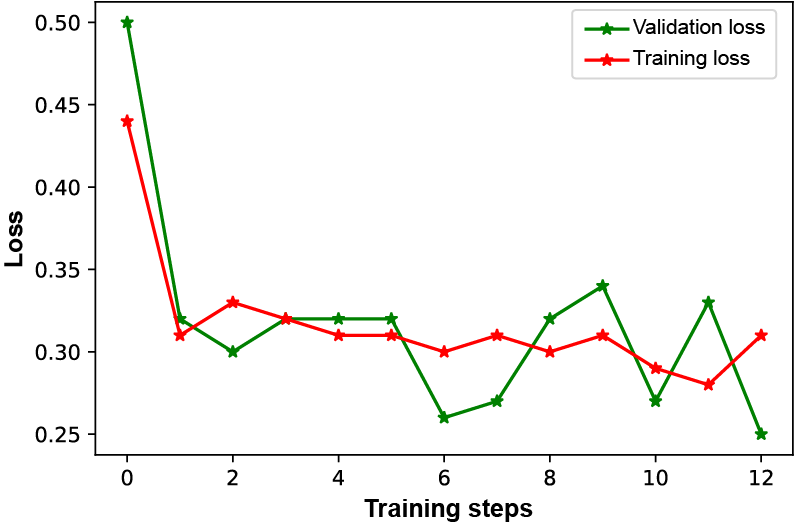 Validation loss
Training loss
0.50
0.45
0.40
0.35
0.30
0.25
Loss
0 2 4 6 8 10 12
Training steps